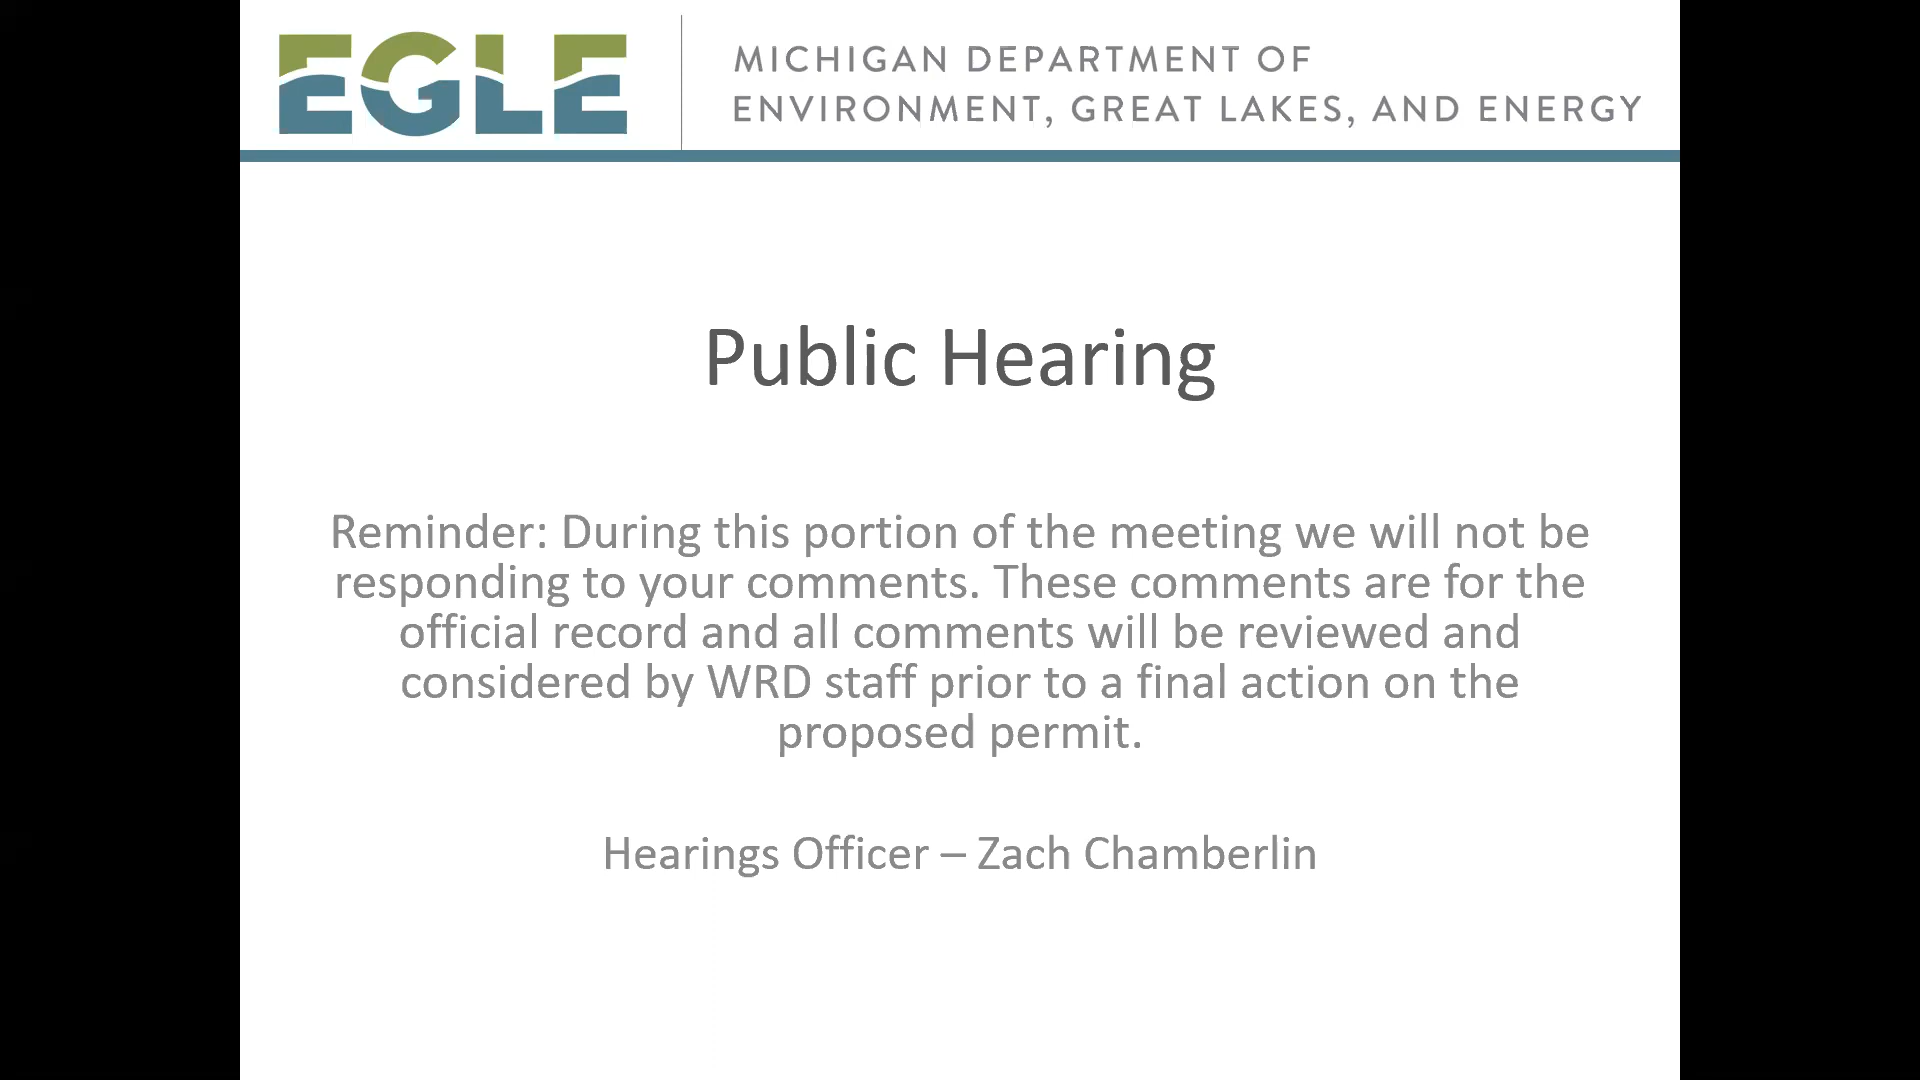 EGLE
MICHIGAN DEPARTMENT OF
ENVIRONMENT, GREAT LAKES, AND ENERGY
Public Hearing
Reminder: During this portion of the meeting we will not be
responding to your comments. These comments are for the
official record and all comments will be reviewed and
considered by WRD staff prior to a final action on the
proposed permit.
Hearings Officer – Zach Chamberlin